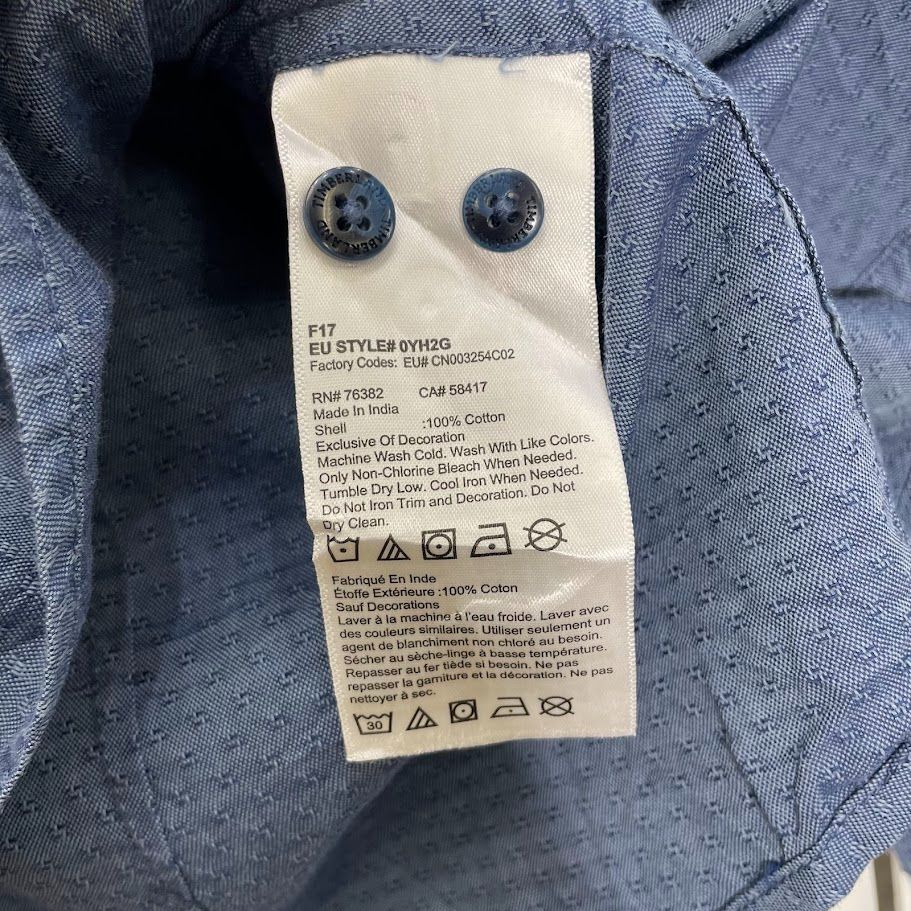 TIMBERLAND TIMBERLAND
TIMBER
F17
EU STYLE# 0YH2G
Factory Codes: EU# CN003254C02
RN# 76382 CA# 58417
Made In India
Shell :100% Cotton
Exclusive Of Decoration
Machine Wash Cold. Wash With Like Colors.
Only Non-Chlorine Bleach When Needed.
Tumble Dry Low. Cool Iron When Needed.
Do Not Iron Trim and Decoration. Do Not
Dry Clean.
Fabriqué En Inde
Étoffe Extérieure :100% Coton
Sauf Decorations
Laver à la machine à l'eau froide. Laver avec
des couleurs similaires. Utiliser seulement un
agent de blanchiment non chloré au besoin.
Sécher au sèche-linge à basse température.
Repasser au fer tiède si besoin. Ne pas
repasser la garniture et la décoration. Ne pas
nettoyer à sec.
30